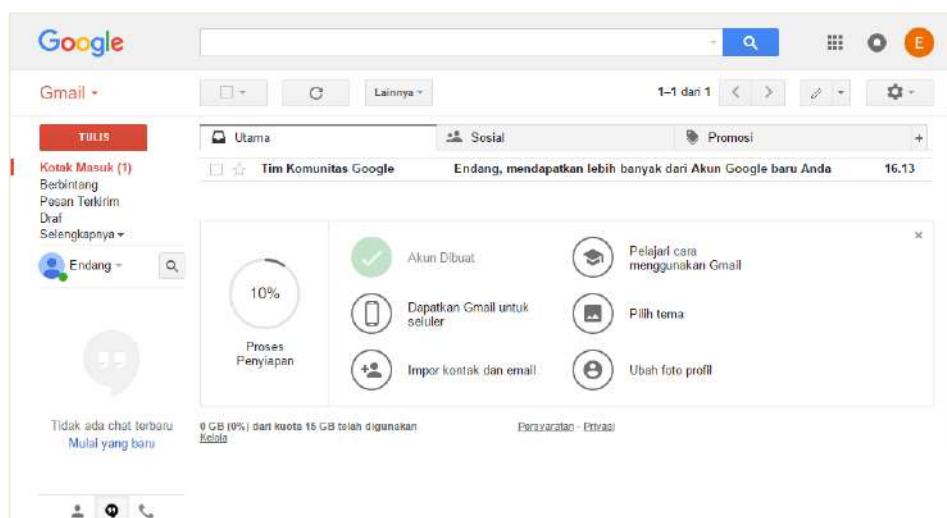 Google
E
Gmail
Lainnya
1–1 dari 1
TULIS
Utama
Sosial
Promosi
+
Kotak Masuk (1)
Tim Komunitas Google Endang, mendapatkan lebih banyak dari Akun Google baru Anda 16.13
Berbintang
Pesan Terkirim
Draf
Selengkapnya
Endang
10%
Proses
Penyiapan
Akun Dibuat
Pelajari cara
menggunakan Gmail
Dapatkan Gmail untuk
seluler
Pilih tema
Impor kontak dan email
Ubah foto profil
Tidak ada chat terbaru
Mulai yang baru
0 GB (0%) dari kuota 15 GB telah digunakan
Kelola
Persyaratan - Privasi